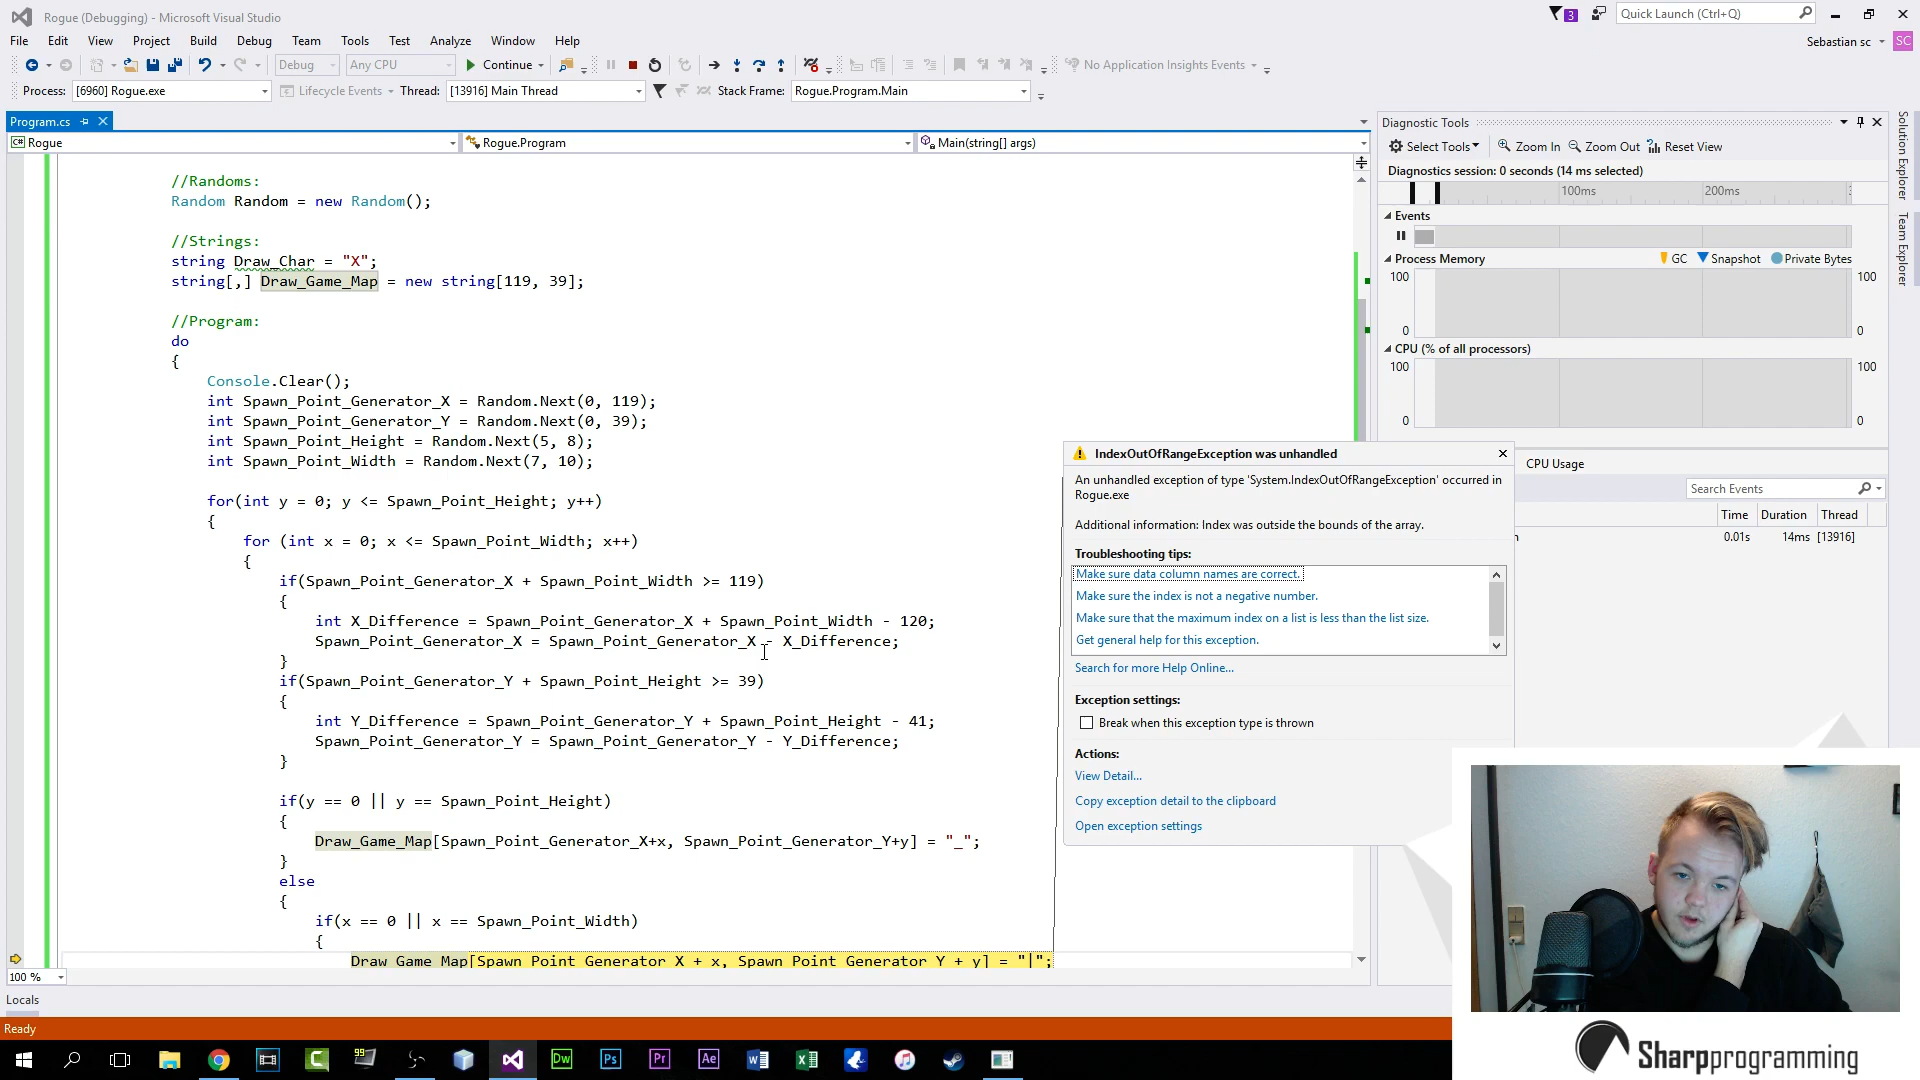 Rogue (Debugging) - Microsoft Visual Studio
3
Quick Launch (Ctrl+Q)
File Edit View Project Build Debug Team Tools Test Analyze Window Help
Sebastian sc
SC
Debug
Any CPU
Continue
No Application Insights Events
Process: [6960] Rogue.exe
Lifecycle Events
Thread: [13916] Main Thread
Stack Frame: Rogue.Program.Main
Program.cs
C# Rogue
Rogue.Program
Main(string[] args)
//Randoms:
Random Random = new Random();
//Strings:
string Draw_Char = "X";
string[,] Draw_Game_Map = new string[119, 39];
//Program:
do
{
Console.Clear();
int Spawn_Point_Generator_X = Random.Next(0, 119);
int Spawn_Point_Generator_Y = Random.Next(0, 39);
int Spawn_Point_Height = Random.Next(5, 8);
int Spawn_Point_Width = Random.Next(7, 10);
for(int y = 0; y <= Spawn_Point_Height; y++)
{
for (int x = 0; x <= Spawn_Point_Width; x++)
{
if(Spawn_Point_Generator_X + Spawn_Point_Width >= 119)
{
int X_Difference = Spawn_Point_Generator_X + Spawn_Point_Width - 120;
Spawn_Point_Generator_X = Spawn_Point_Generator_X - X_Difference;
}
if(Spawn_Point_Generator_Y + Spawn_Point_Height >= 39)
{
int Y_Difference = Spawn_Point_Generator_Y + Spawn_Point_Height - 41;
Spawn_Point_Generator_Y = Spawn_Point_Generator_Y - Y_Difference;
}
if(y == 0 || y == Spawn_Point_Height)
{
Draw_Game_Map[Spawn_Point_Generator_X+x, Spawn_Point_Generator_Y+y] = "_";
}
else
{
if(x == 0 || x == Spawn_Point_Width)
{
Draw_Game_Map[Spawn_Point_Generator_X + x, Spawn_Point_Generator_Y + y] = "|";
100 %
Locals
Ready
IndexOutOfRangeException was unhandled
An unhandled exception of type 'System.IndexOutOfRangeException' occurred in
Rogue.exe
Additional information: Index was outside the bounds of the array.
Troubleshooting tips:
Make sure data column names are correct.
Make sure the index is not a negative number.
Make sure that the maximum index on a list is less than the list size.
Get general help for this exception.
Search for more Help Online...
Exception settings:
Break when this exception type is thrown
Actions:
View Detail...
Copy exception detail to the clipboard
Open exception settings
Diagnostic Tools
Select Tools
Zoom In
Zoom Out
Reset View
Diagnostics session: 0 seconds (14 ms selected)
100ms
200ms
Events
Process Memory
GC
Snapshot
Private Bytes
100
100
0
0
CPU (% of all processors)
100
100
0
0
CPU Usage
Search Events
Time Duration Thread
0.01s 14ms [13916]
Solution Explorer
Team Explorer
99
Dw
Ps
Pr
Ae
Sharpprogramming